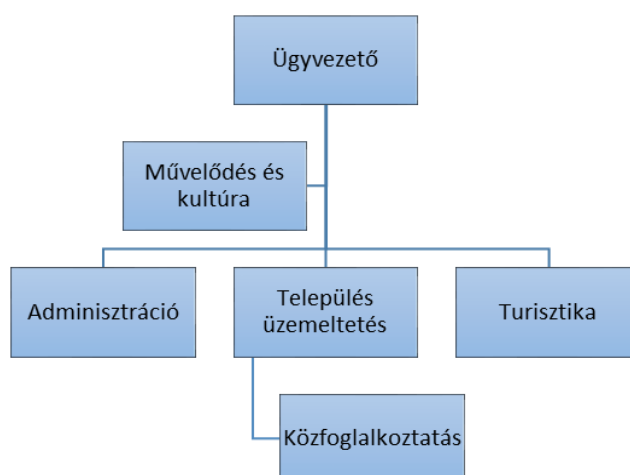 Ügyvezető
Művelődés és
kultúra
Adminisztráció
Település
üzemeltetés
Turisztika
Közfoglalkoztatás